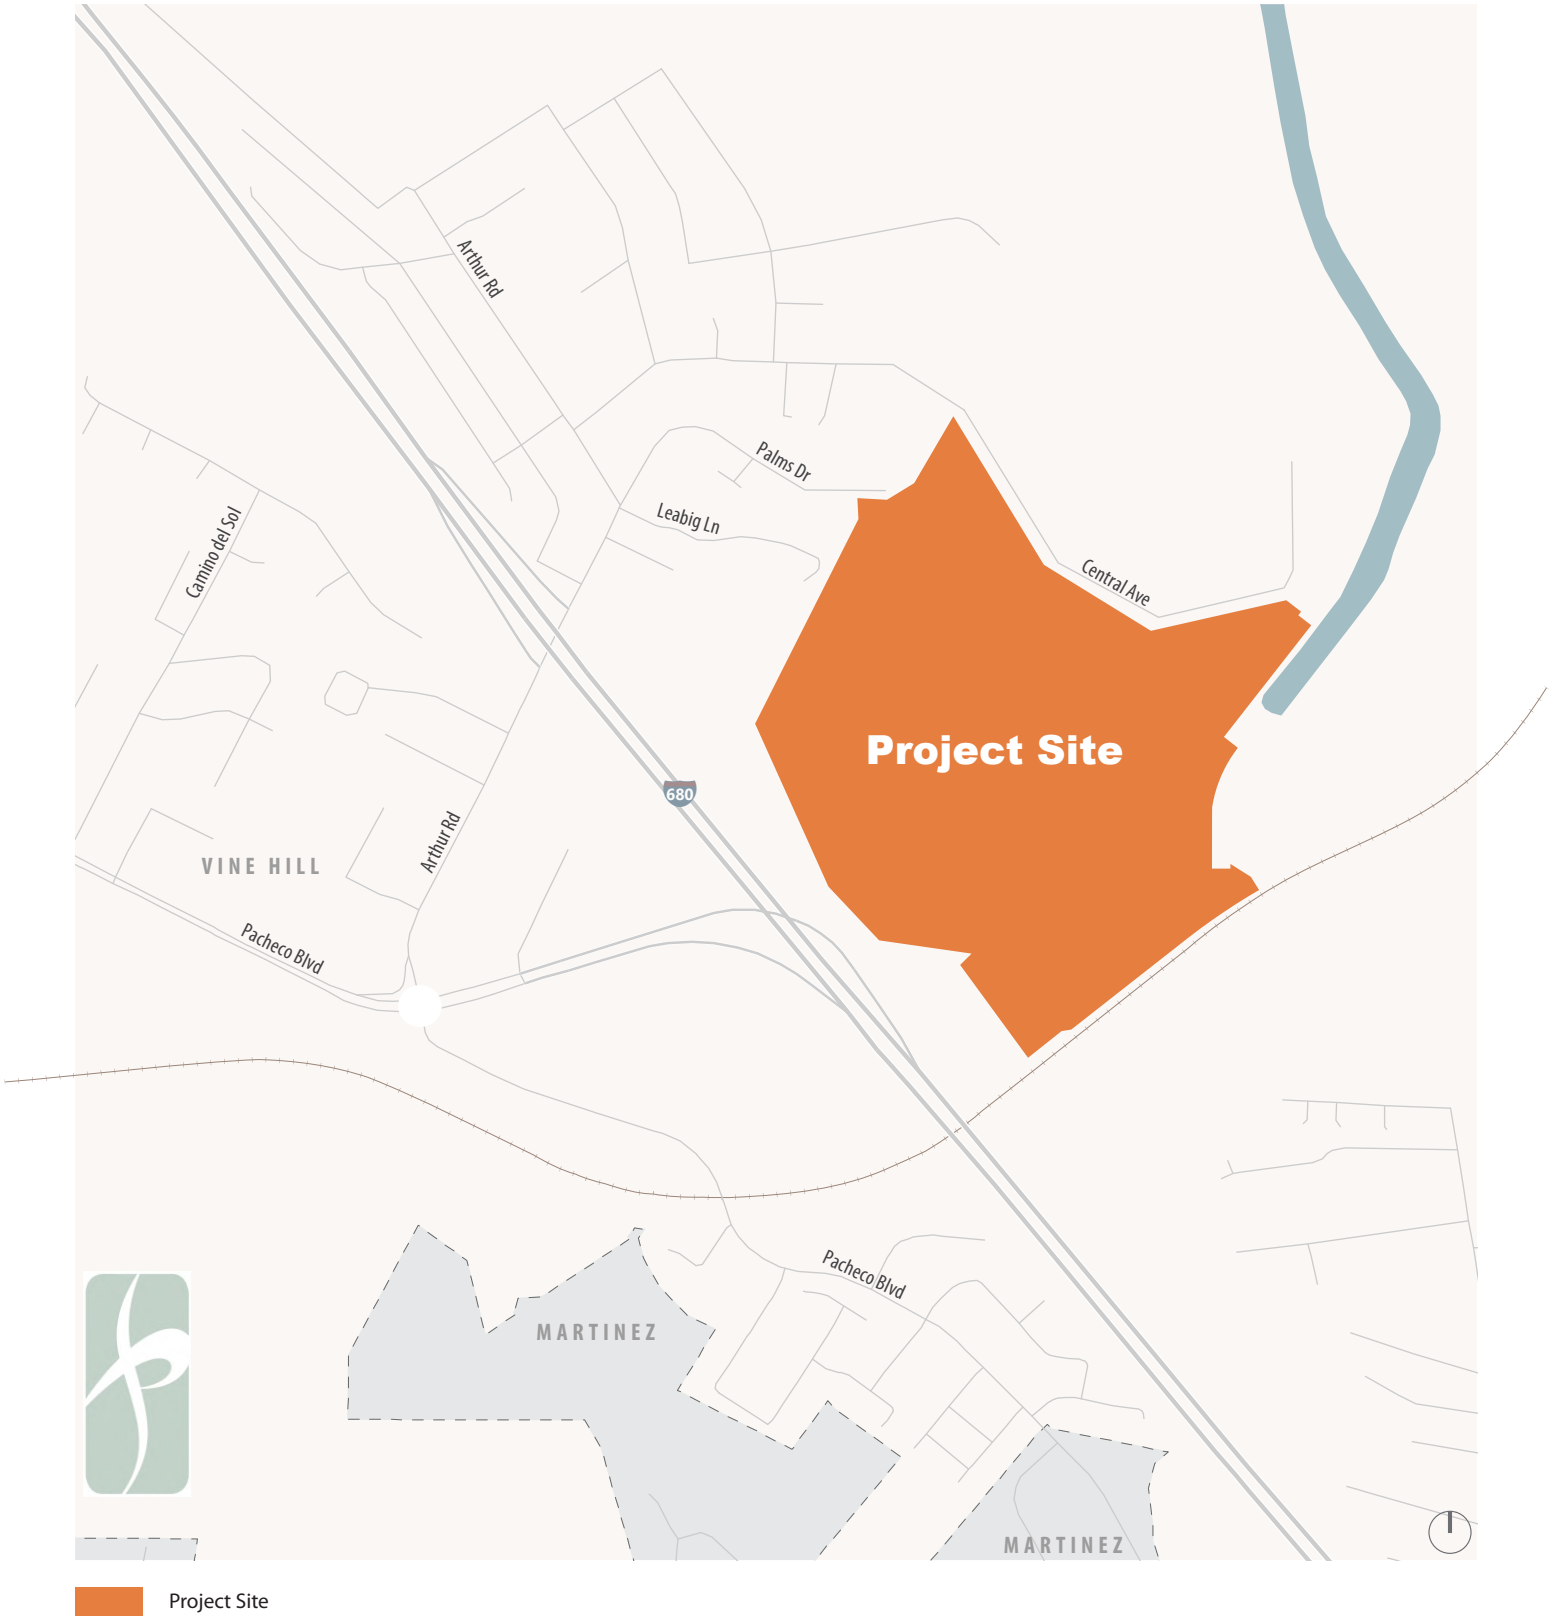 Arthur Rd
Palms Dr
Leabig Ln
Camino del Sol
Central Ave
Project Site
680
Arthur Rd
VINE HILL
Pacheco Blvd
Pacheco Blvd
MARTINEZ
MARTINEZ
Project Site